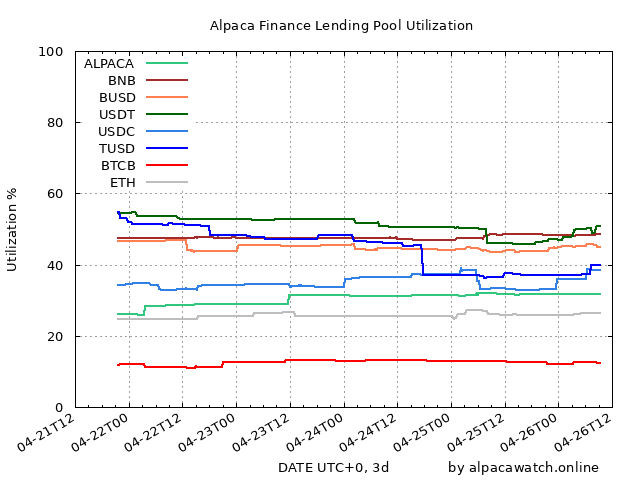 Alpaca Finance Lending Pool Utilization
100
80
60
40
20
0
Utilization %
ALPACA
BNB
BUSD
USDT
USDC
TUSD
BTCB
ETH
04-21T12
04-22T00
04-22T12
04-23T00
04-23T12
04-24T00
04-24T12
04-25T00
04-25T12
04-26T00
04-26T12
DATE UTC+0, 3d
by alpacawatch.online